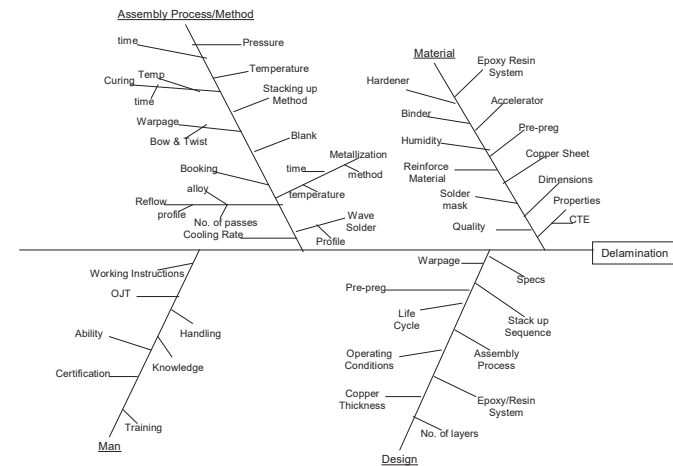 Assembly Process/Method
time
Pressure
Temperature
Curing
Temp
time
Stacking up
Method
Warpage
Bow & Twist
Blank
Booking
Metallization
time
method
temperature
alloy
Reflow
profile
No. of passes
Cooling Rate
Wave
Solder
Profile
Material
Epoxy Resin
System
Hardener
Accelerator
Binder
Pre-preg
Humidity
Copper Sheet
Reinforce
Material
Dimensions
Solder
mask
Properties
CTE
Quality
Delamination
Working Instructions
OJT
Handling
Ability
Knowledge
Certification
Training
Man
Warpage
Specs
Pre-preg
Life
Cycle
Stack up
Sequence
Operating
Conditions
Assembly
Process
Copper
Thickness
Epoxy/Resin
System
No. of layers
Design